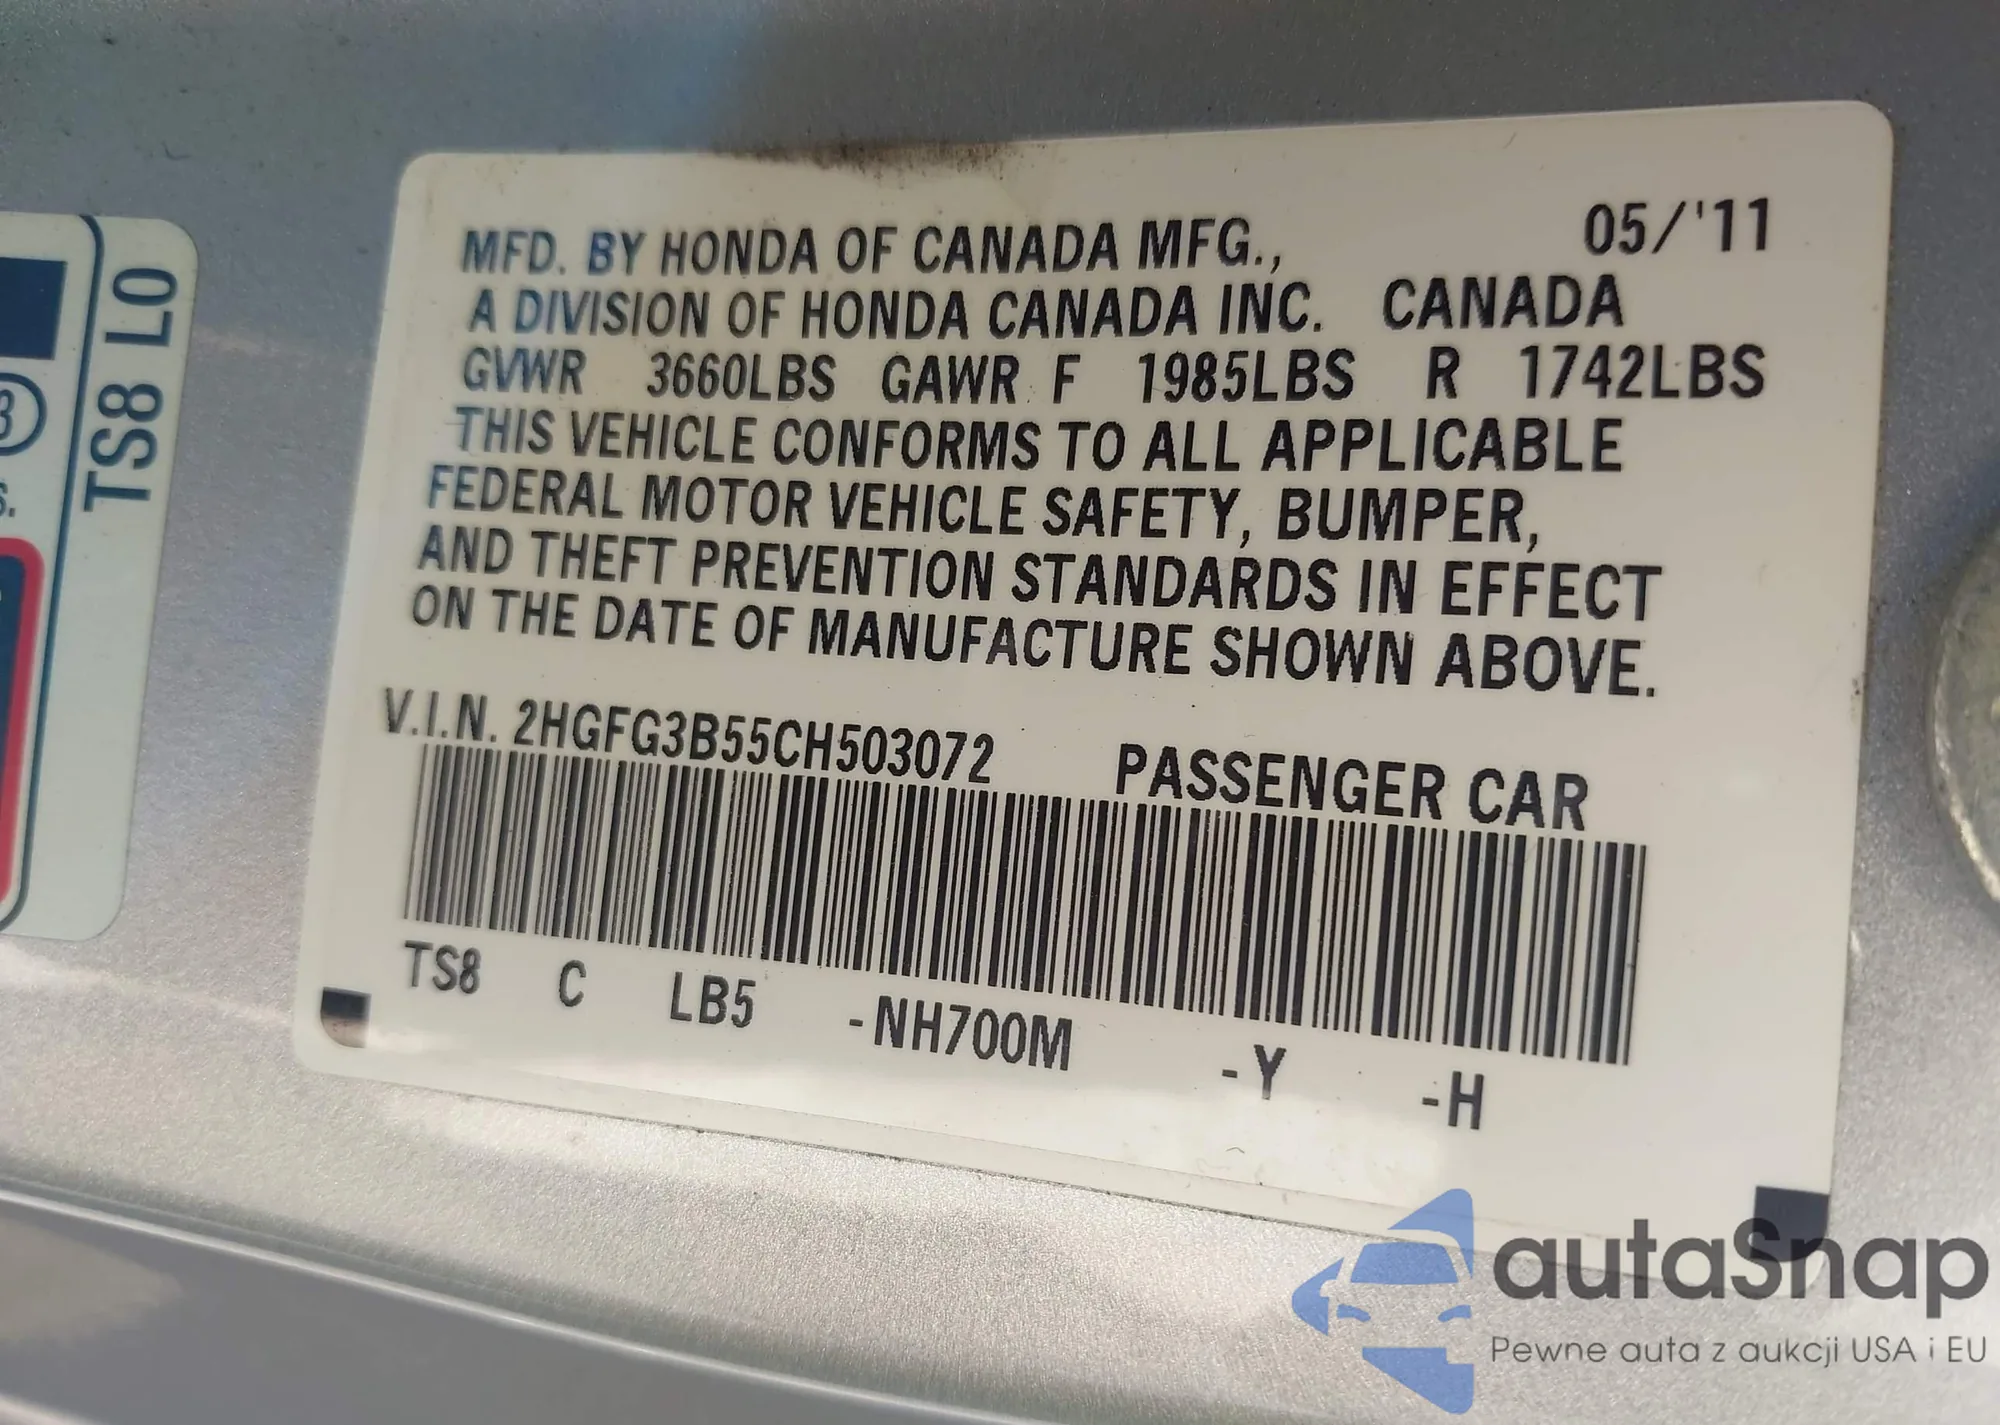 MFD. BY HONDA OF CANADA MFG., 05/'11
A DIVISION OF HONDA CANADA INC. CANADA
GVWR 3660LBS GAWR F 1985LBS R 1742LBS
THIS VEHICLE CONFORMS TO ALL APPLICABLE
FEDERAL MOTOR VEHICLE SAFETY, BUMPER,
AND THEFT PREVENTION STANDARDS IN EFFECT
ON THE DATE OF MANUFACTURE SHOWN ABOVE.
V.I.N. 2HGFG3B55CH503072 PASSENGER CAR
TS8 C LB5 -NH700M -Y -H
TS8 L0
3
s.
autaSnap
Pewne auta z aukcji USA i EU